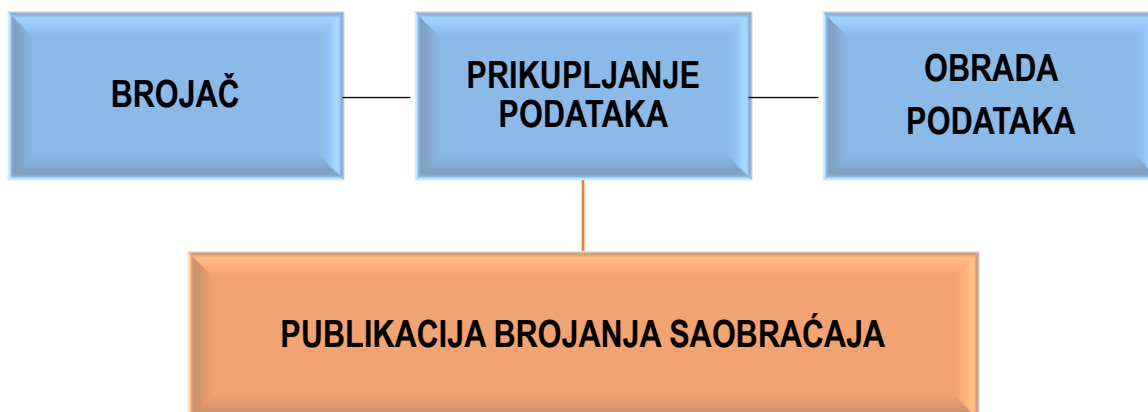 BROJAČ
PRIKUPLJANJE
PODATAKA
OBRADA
PODATAKA
PUBLIKACIJA BROJANJA SAOBRAĆAJA